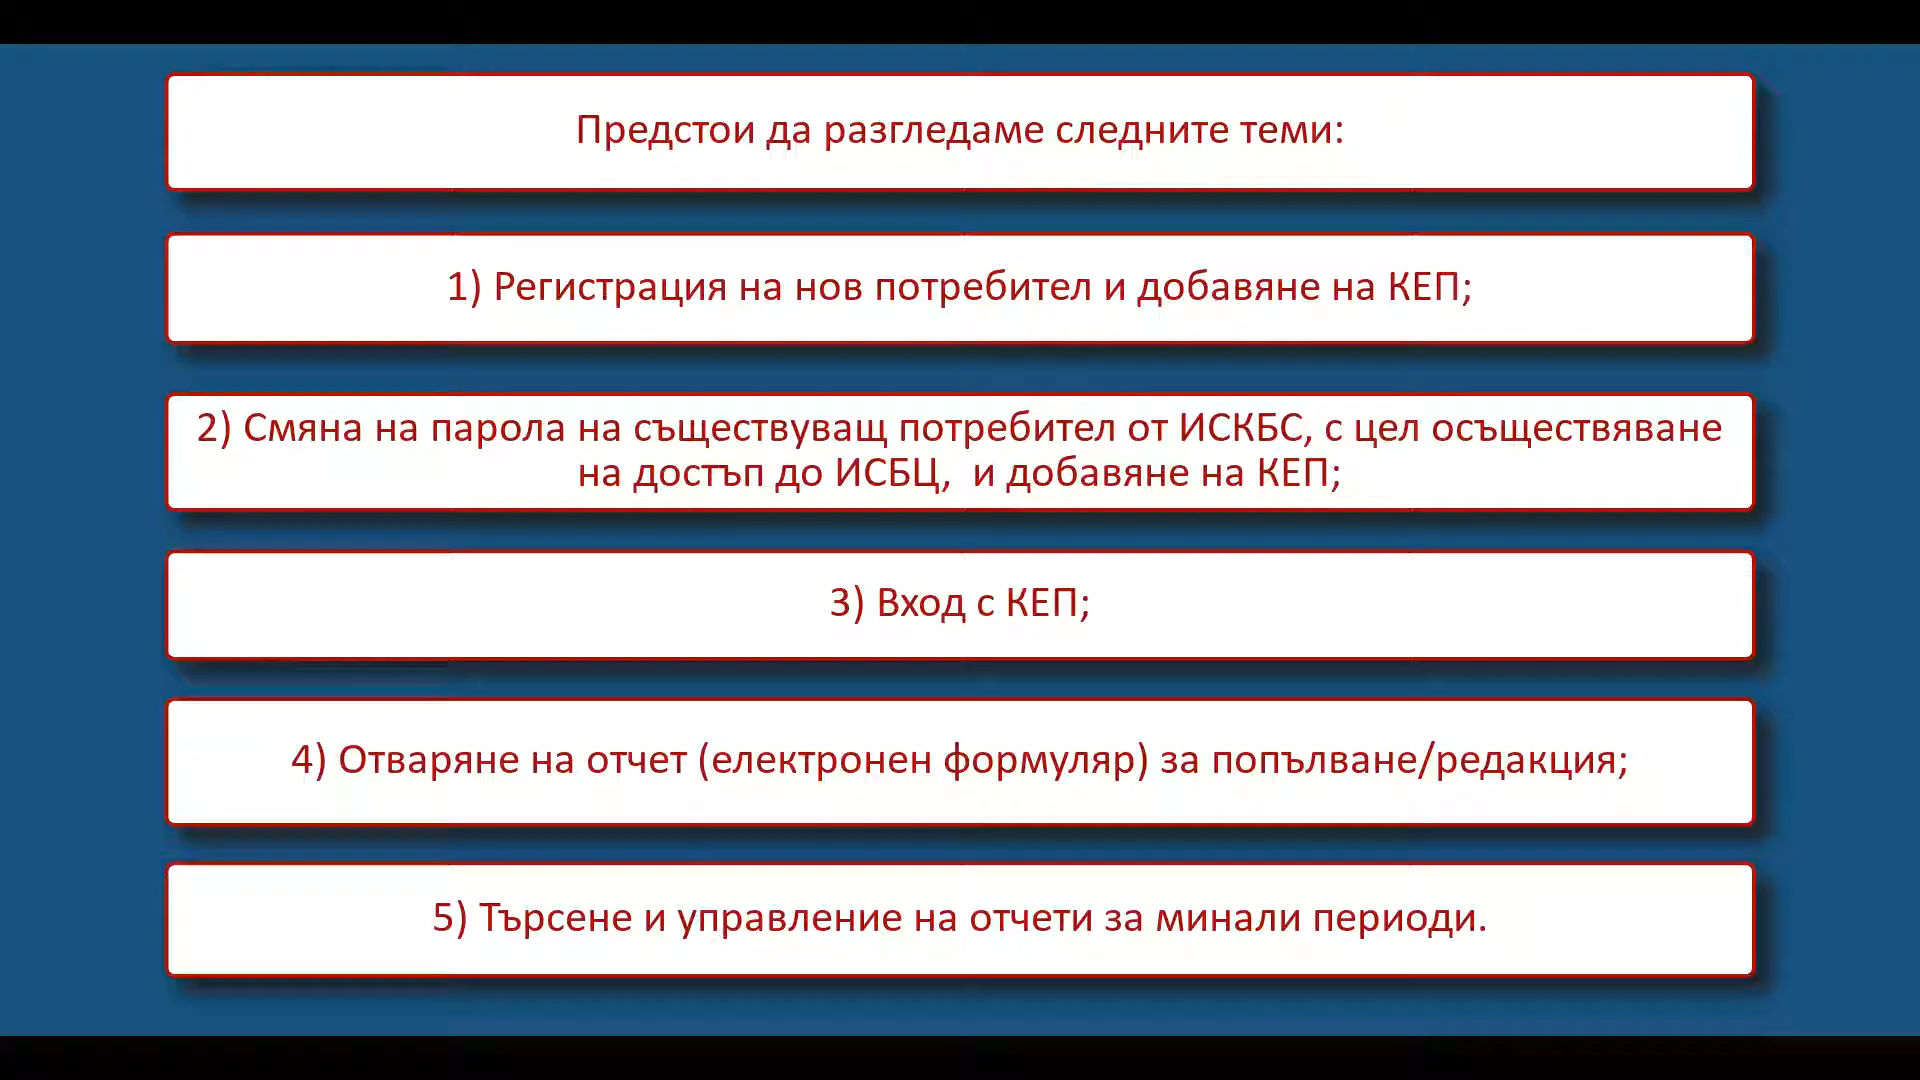 Предстои да разгледаме следните теми:
1) Регистрация на нов потребител и добавяне на КЕП;
2) Смяна на парола на съществуващ потребител от ИСКБС, с цел осъществяване
на достъп до ИСБЦ,  и добавяне на КЕП;
3) Вход с КЕП;
4) Отваряне на отчет (електронен формуляр) за попълване/редакция;
5) Търсене и управление на отчети за минали периоди.